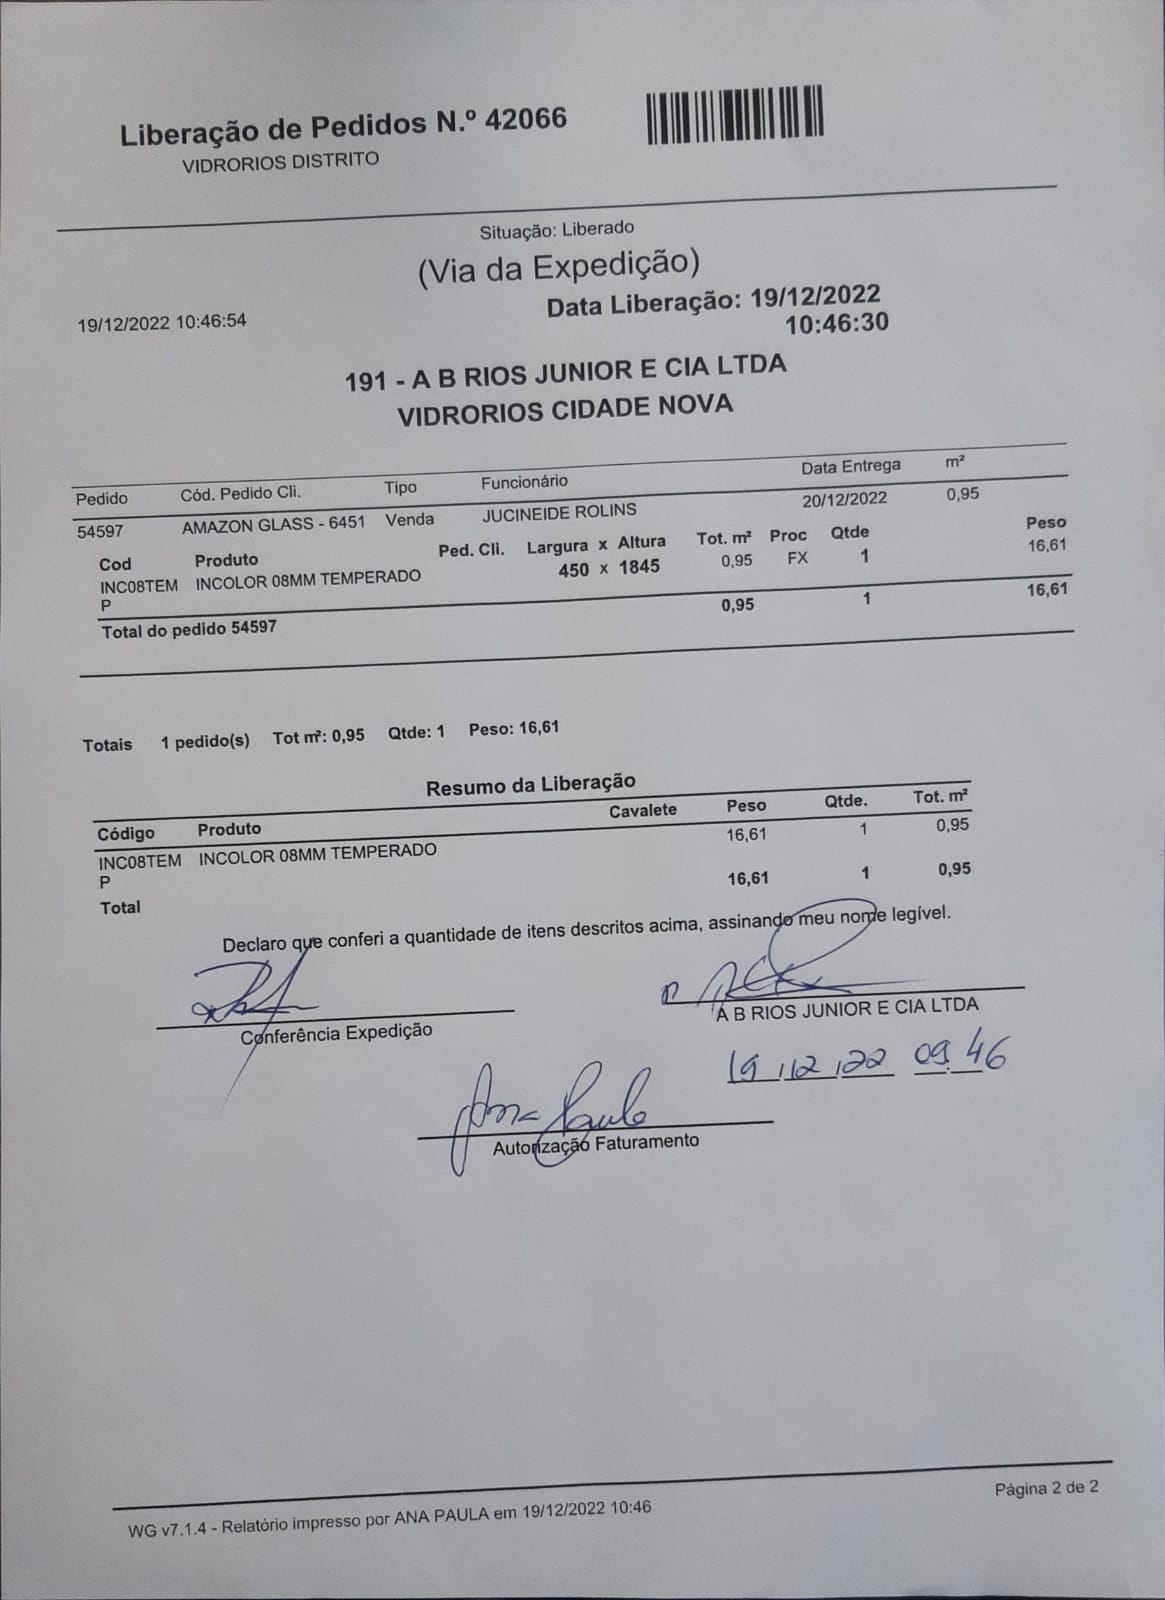 Liberação de Pedidos N.º 42066
VIDRORIOS DISTRITO
Situação: Liberado
(Via da Expedição)
19/12/2022 10:46:54
Data Liberação: 19/12/2022
10:46:30
191 - A B RIOS JUNIOR E CIA LTDA
VIDRORIOS CIDADE NOVA
Pedido Cód. Pedido Cli. Tipo Funcionário Data Entrega m²
54597 AMAZON GLASS - 6451 Venda JUCINEIDE ROLINS 20/12/2022 0,95
Cod Produto Ped. Cli. Largura x Altura Tot. m² Proc Qtde Peso
INC08TEM INCOLOR 08MM TEMPERADO 450 x 1845 0,95 FX 1 16,61
P
Total do pedido 54597 0,95 1 16,61
Totais 1 pedido(s) Tot m²: 0,95 Qtde: 1 Peso: 16,61
Resumo da Liberação
Código Produto Cavalete Peso Qtde. Tot. m²
INC08TEM INCOLOR 08MM TEMPERADO 16,61 1 0,95
P
Total 16,61 1 0,95
Declaro que conferi a quantidade de itens descritos acima, assinando meu nome legível.
Conferência Expedição
A B RIOS JUNIOR E CIA LTDA
19/12/22 09 46
Ana Paula
Autorização Faturamento
WG v7.1.4 - Relatório impresso por ANA PAULA em 19/12/2022 10:46
Página 2 de 2